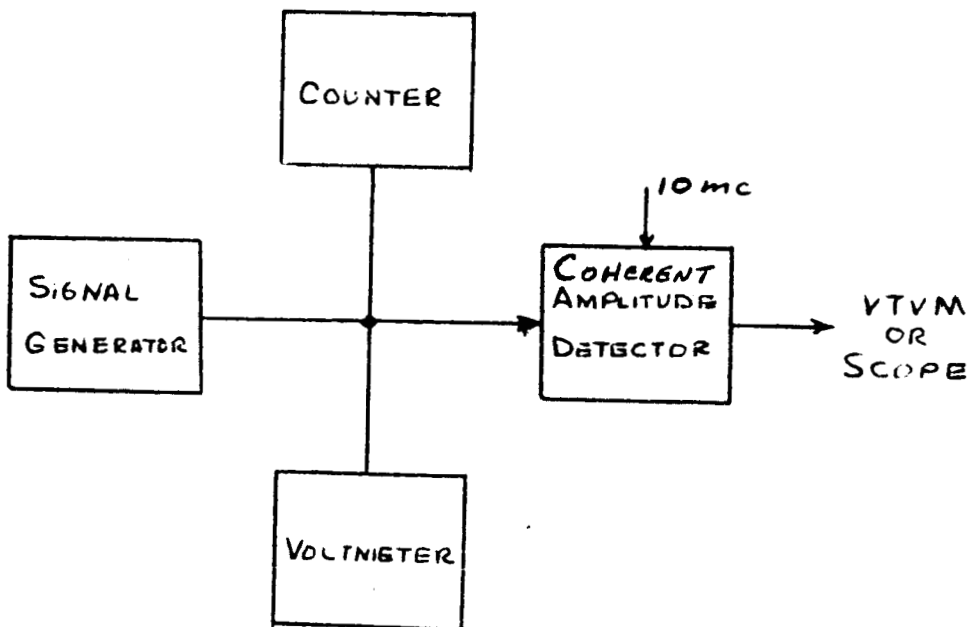 COUNTER
10 mc
SIGNAL
GENERATOR
COHERENT
AMPLITUDE
DETECTOR
VTVM
OR
SCOPE
VOLTMETER